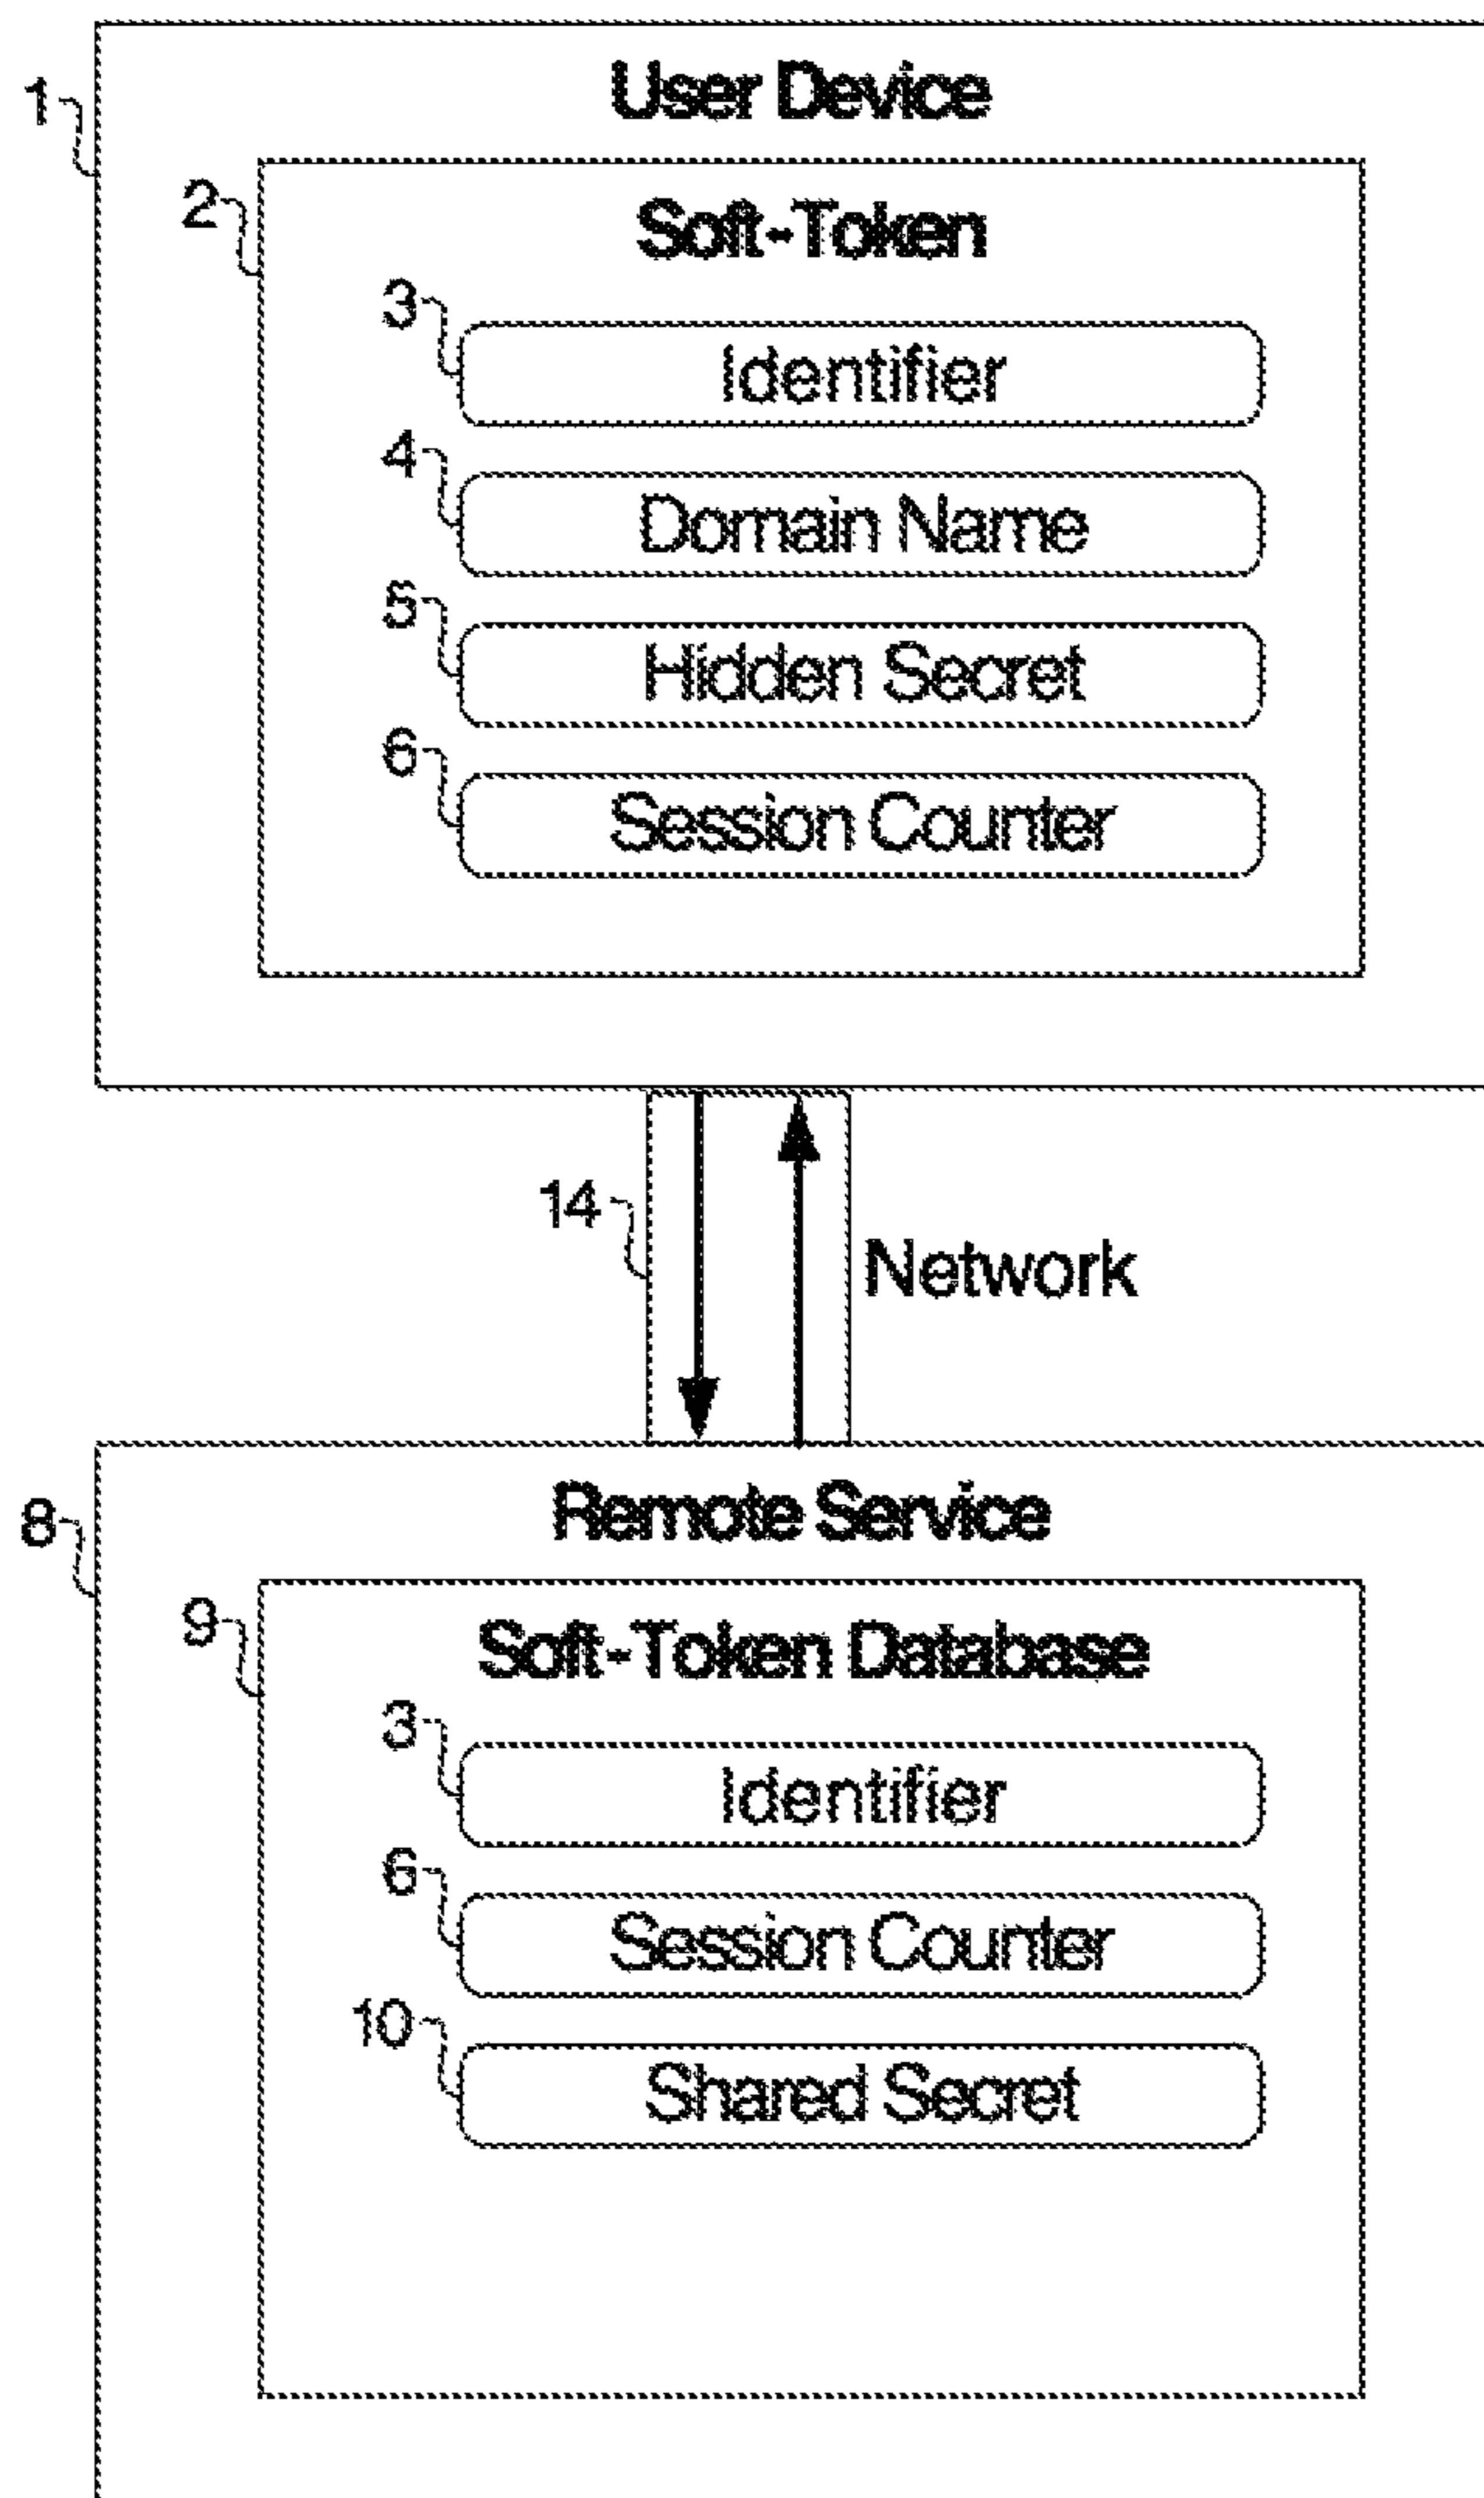 User Device
1
2
Soft-Token
3
Identifier
4
Domain Name
5
Hidden Secret
6
Session Counter
14
Network
Remote Service
8
9
Soft-Token Database
3
Identifier
6
Session Counter
10
Shared Secret